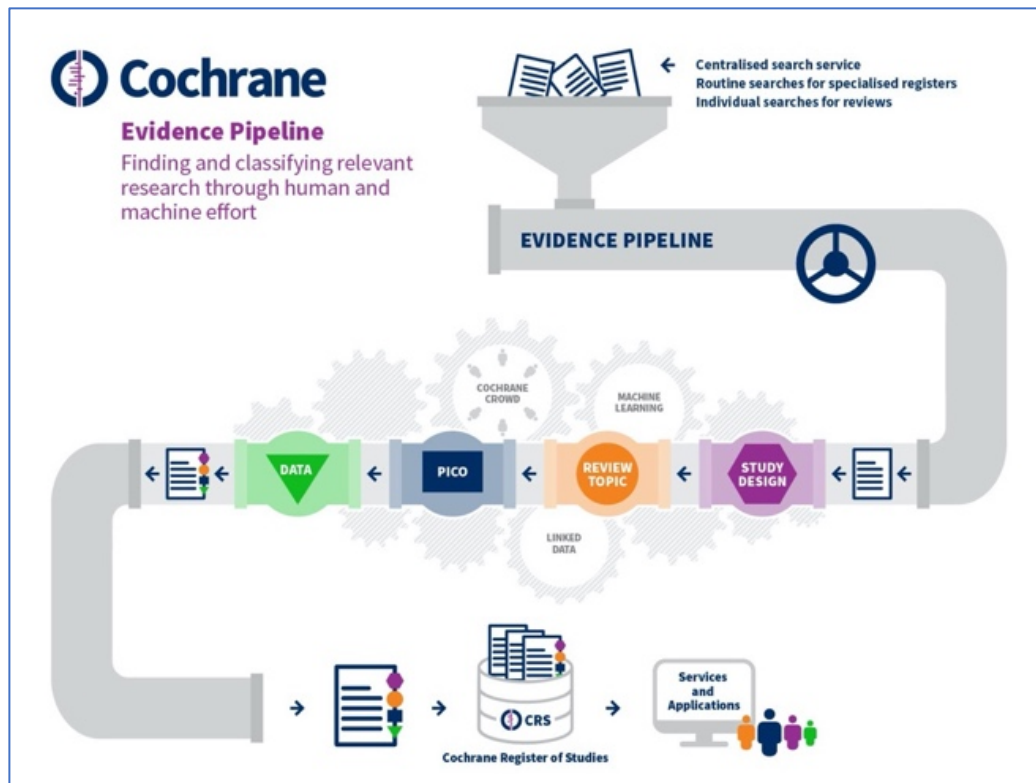 Cochrane
Evidence Pipeline
Finding and classifying relevant
research through human and
machine effort
Centralised search service
Routine searches for specialised registers
Individual searches for reviews
EVIDENCE PIPELINE
COCHRANE
CROWD
MACHINE
LEARNING
DATA
PICO
REVIEW
TOPIC
STUDY
DESIGN
LINKED
DATA
CRS
Cochrane Register of Studies
Services
and
Applications